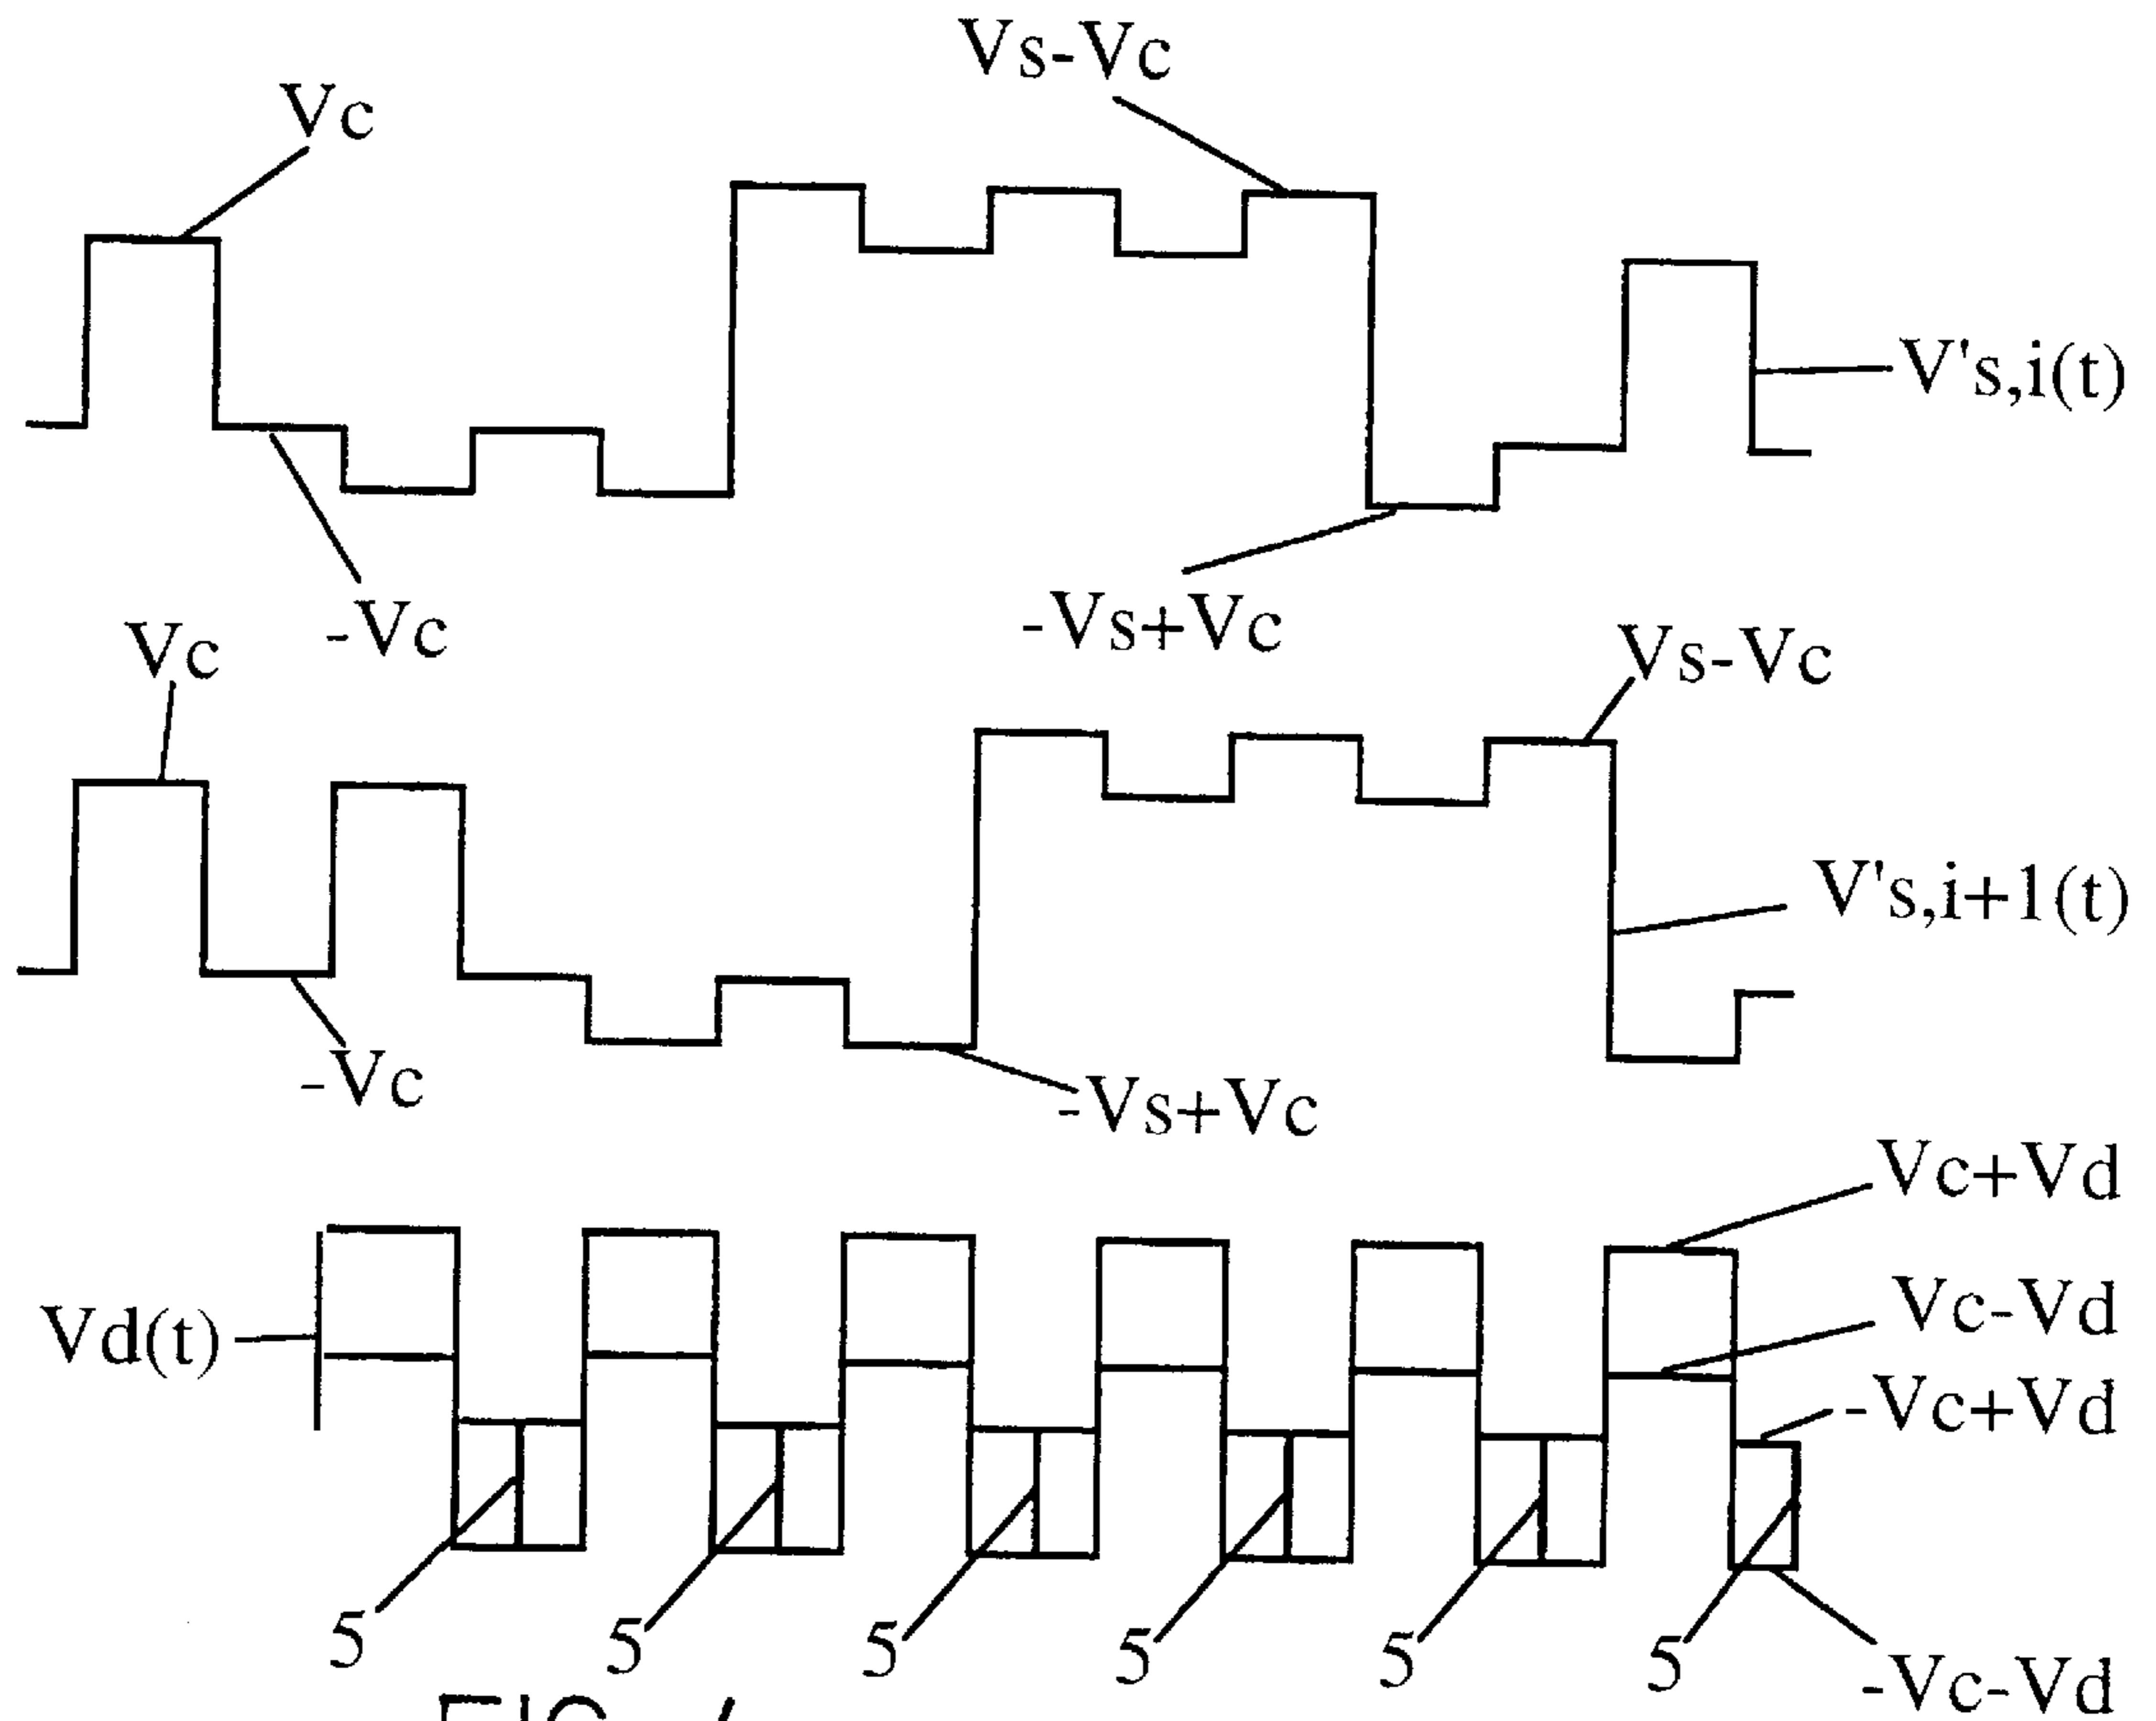 Vs-Vc
Vc
V's,i(t)
-Vc
-Vs+Vc
Vc
Vs-Vc
V's,i+1(t)
-Vc
-Vs+Vc
Vc+Vd
Vc-Vd
Vd(t)
-Vc+Vd
5 5 5 5 5 5
-Vc-Vd